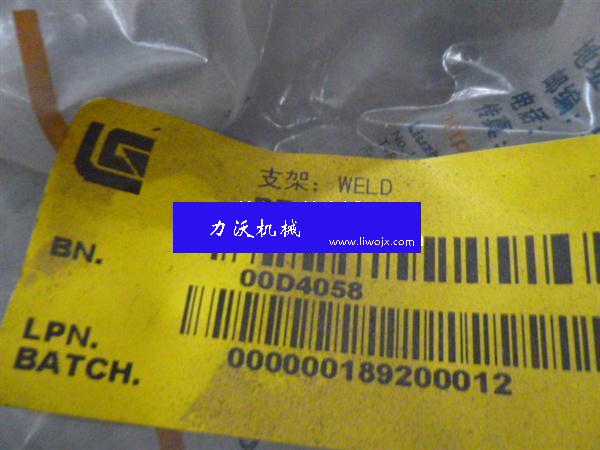 支架：WELD
力沃机械
www.liwojx.com
BN.
00D4058
LPN.
BATCH.
000000189200012